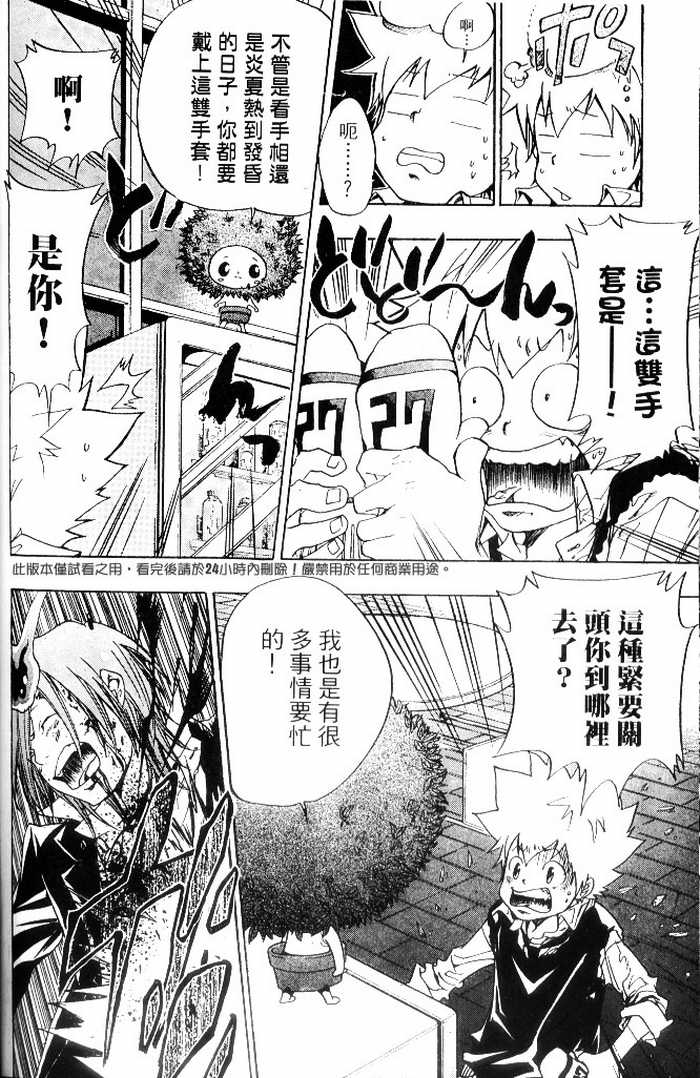 ポウ
啊…
呃……？
這…這雙手
套是——！
どど〜ん
不管是看手相還
是炎夏熱到發昏
的日子，你都要
戴上這雙手套！
どどん
27
27
啊！
是你！
此版本僅試看之用，看完後請於24小時內刪除！嚴禁用於任何商業用途。
這種緊要關
頭你到哪裡
去了？
我也是有很
多事情要忙
的！